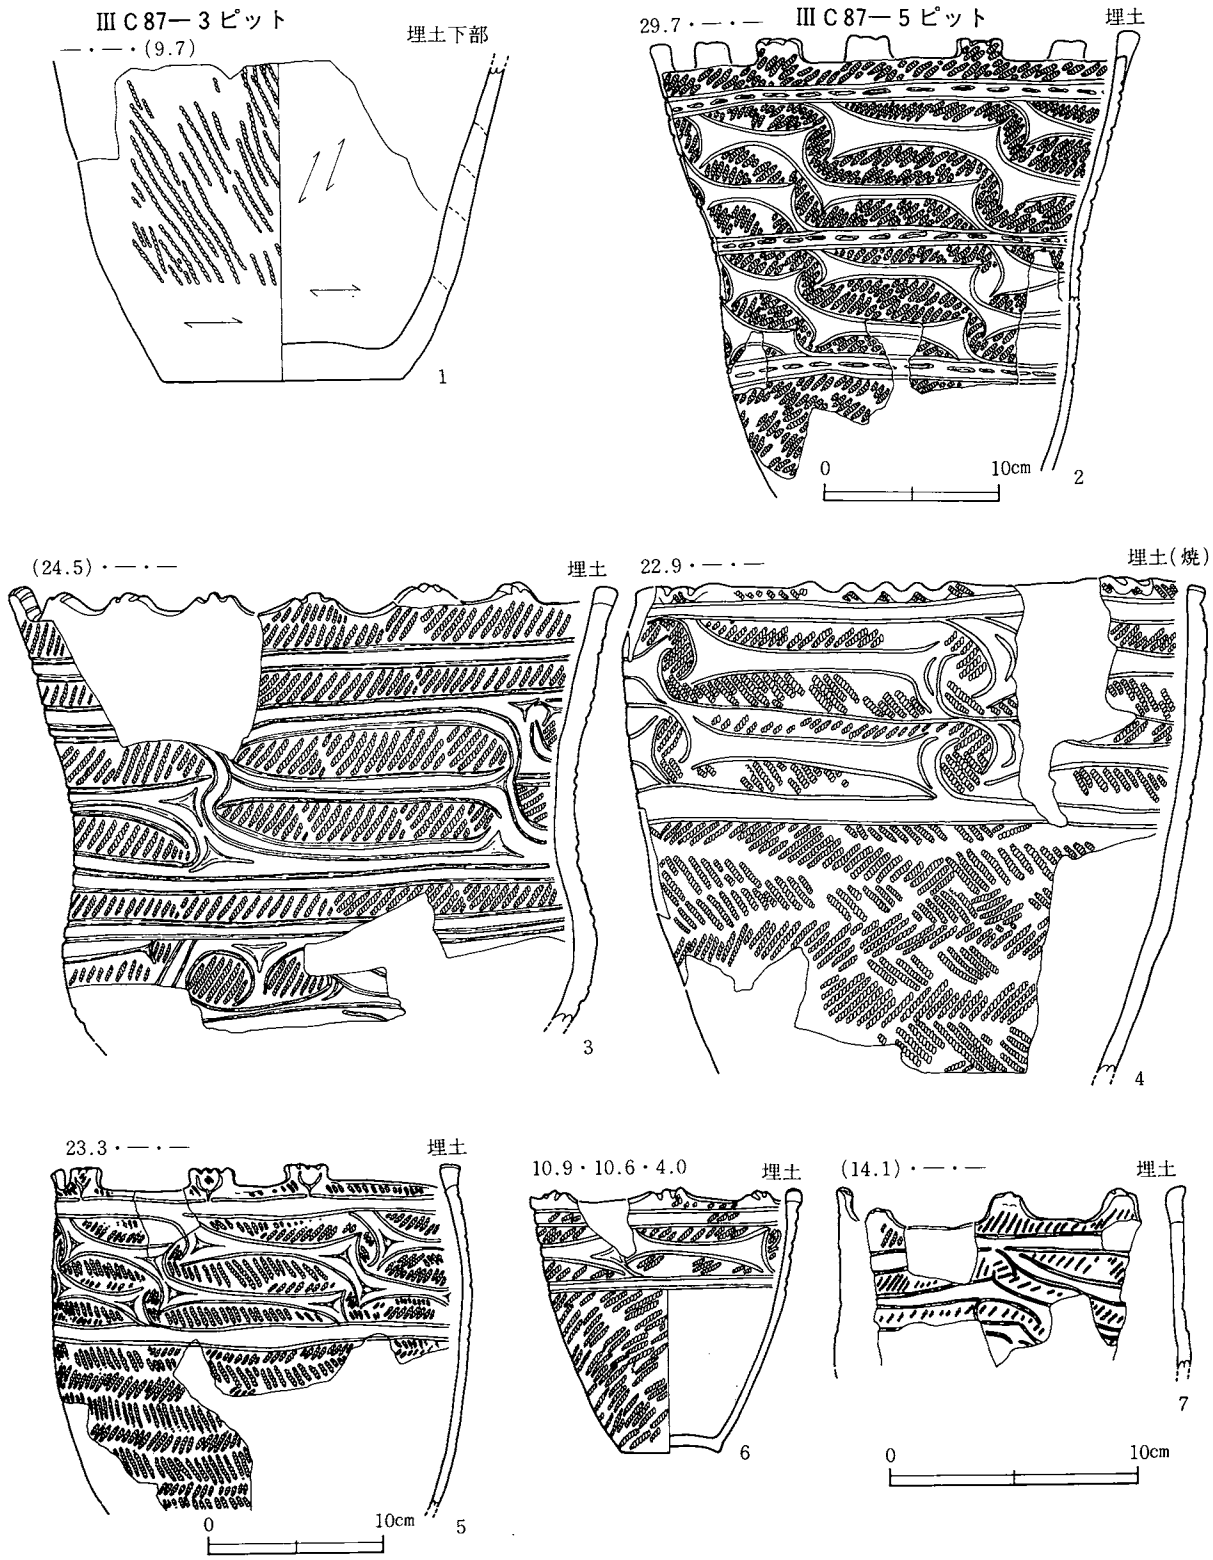 ⅢC87―3ピット
―・―・(9.7)
埋土下部
1
ⅢC87―5ピット
29.7・―・―
埋土
0 10cm
2
(24.5)・―・―
埋土
3
22.9・―・―
埋土(焼)
4
23.3・―・―
埋土
0 10cm
5
10.9・10.6・4.0
埋土
6
(14.1)・―・―
埋土
7
0 10cm